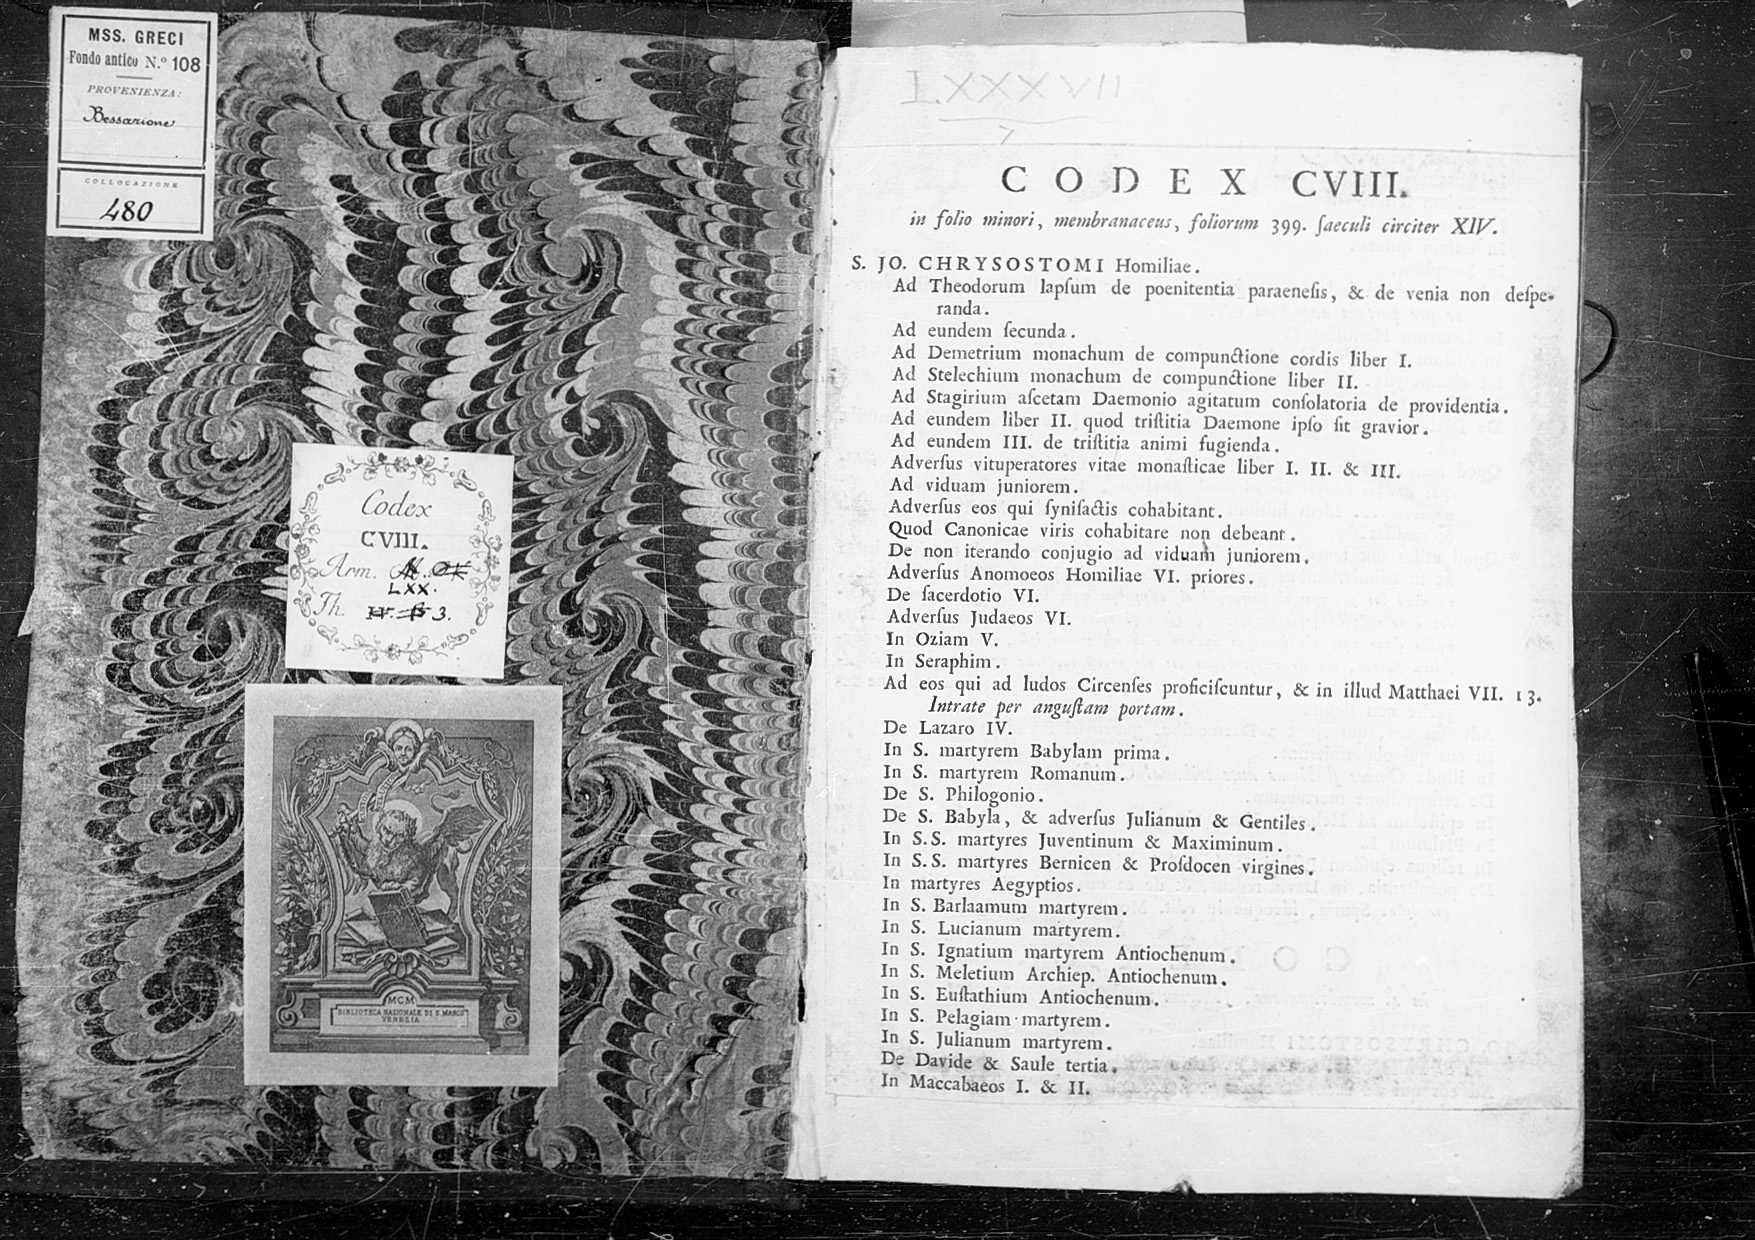 MSS. GRECI
Fondo antico N.º 108
PROVENIENZA:
Bessarione
COLLOCAZIONE
480
Codex
CVIII.
Arm.
LXX.
Th. 3.
MCM
BIBLIOTECA NAZIONALE DI S. MARCO
VENEZIA
LXXXVII
7
CODEX CVIII.
in folio minori, membranaceus, foliorum 399. ſaeculi circiter XIV.
S. JO. CHRYSOSTOMI Homiliae.
Ad Theodorum lapſum de poenitentia paraeneſis, & de venia non deſpe-
randa.
Ad eundem ſecunda.
Ad Demetrium monachum de compunctione cordis liber I.
Ad Stelechium monachum de compunctione liber II.
Ad Stagirium aſcetam Daemonio agitatum conſolatoria de providentia.
Ad eundem liber II. quod triſtitia Daemone ipſo ſit gravior.
Ad eundem III. de triſtitia animi fugienda.
Adverſus vituperatores vitae monaſticae liber I. II. & III.
Ad viduam juniorem.
Adverſus eos qui ſyniſactis cohabitant.
Quod Canonicae viris cohabitare non debeant.
De non iterando conjugio ad viduam juniorem.
Adverſus Anomoeos Homiliae VI. priores.
De ſacerdotio VI.
Adverſus Judaeos VI.
In Oziam V.
In Seraphim.
Ad eos qui ad ludos Circenſes proficiſcuntur, & in illud Matthaei VII. 13.
Intrate per anguſtam portam.
De Lazaro IV.
In S. martyrem Babylam prima.
In S. martyrem Romanum.
De S. Philogonio.
De S. Babyla, & adverſus Julianum & Gentiles.
In S.S. martyres Juventinum & Maximinum.
In S.S. martyres Bernicen & Proſdocen virgines.
In martyres Aegyptios.
In S. Barlaamum martyrem.
In S. Lucianum martyrem.
In S. Ignatium martyrem Antiochenum.
In S. Meletium Archiep. Antiochenum.
In S. Euſtathium Antiochenum.
In S. Pelagiam martyrem.
In S. Julianum martyrem.
De Davide & Saule tertia.
In Maccabaeos I. & II.